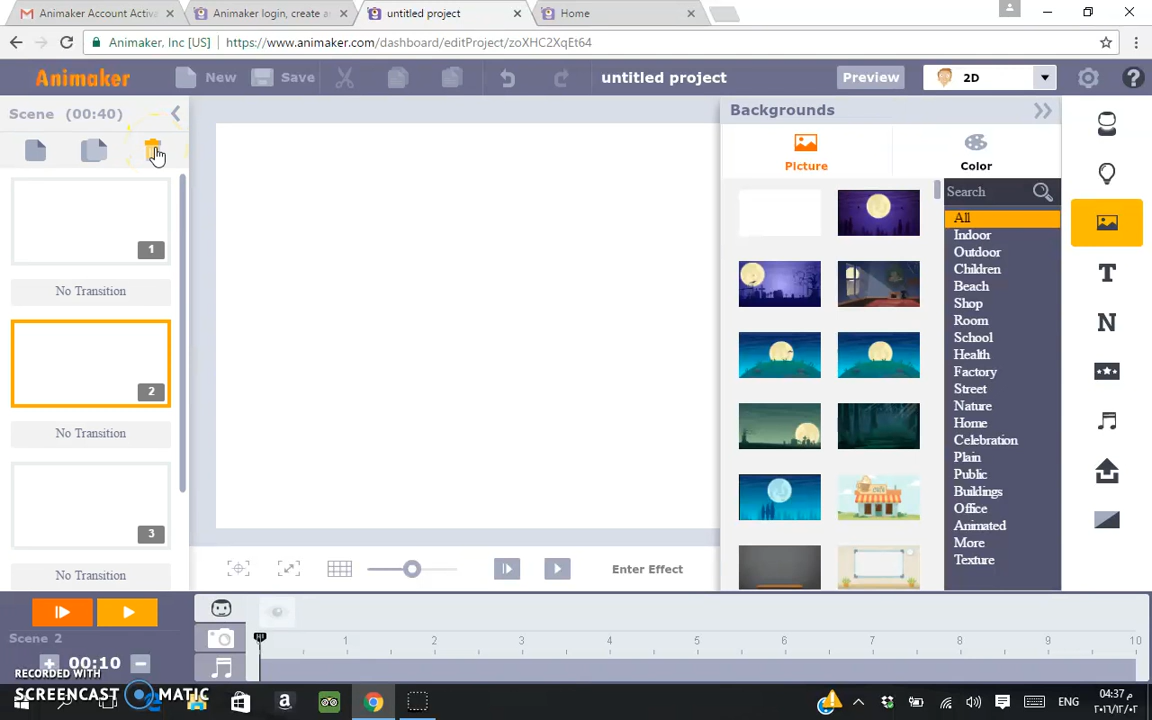 Animaker Account Activ
Animaker login, create a
untitled project
Home
Animaker, Inc [US]
https://www.animaker.com/dashboard/editProject/zoXHC2XqEt64
Animaker
New
Save
untitled project
Preview
2D
?
Scene (00:40)
Backgrounds
Picture
Color
Search
All
Indoor
Outdoor
Children
Beach
Shop
Room
School
Health
Factory
Street
Nature
Home
Celebration
Plain
Public
Buildings
Office
Animated
More
Texture
T
N
1
No Transition
2
No Transition
3
No Transition
Enter Effect
Scene 2
00:10
1 2 3 4 5 6 7 8 9 10
RECORDED WITH
SCREENCAST MATIC
ENG
04:37 م
٢٠١٦/١٢/٠٢